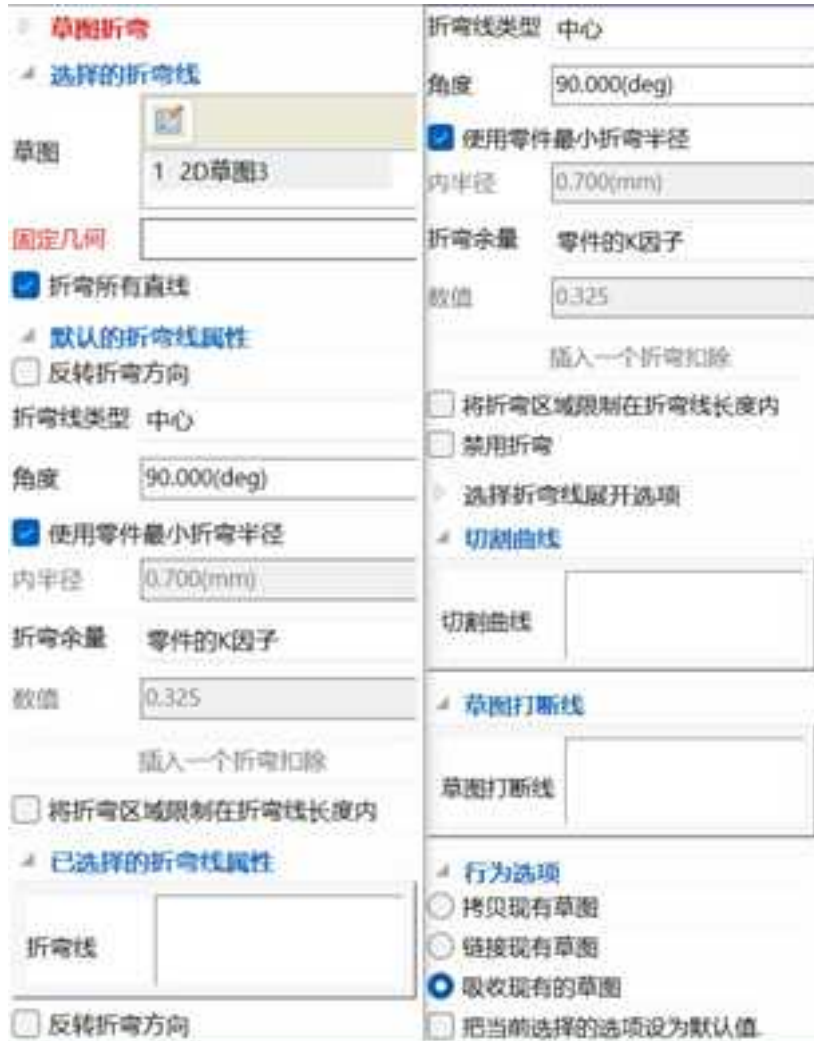 草图折弯
选择的折弯线
草图
1 2D草图3
固定几何
折弯所有直线
默认的折弯线属性
反转折弯方向
折弯线类型 中心
角度 90.000(deg)
使用零件最小折弯半径
内半径 0.700(mm)
折弯余量 零件的K因子
数值 0.325
插入一个折弯扣除
将折弯区域限制在折弯线长度内
已选择的折弯线属性
折弯线
反转折弯方向
折弯线类型 中心
角度 90.000(deg)
使用零件最小折弯半径
内半径 0.700(mm)
折弯余量 零件的K因子
数值 0.325
插入一个折弯扣除
将折弯区域限制在折弯线长度内
禁用折弯
选择折弯线展开选项
切割曲线
切割曲线
草图打断线
草图打断线
行为选项
拷贝现有草图
链接现有草图
吸收现有的草图
把当前选择的选项设为默认值.